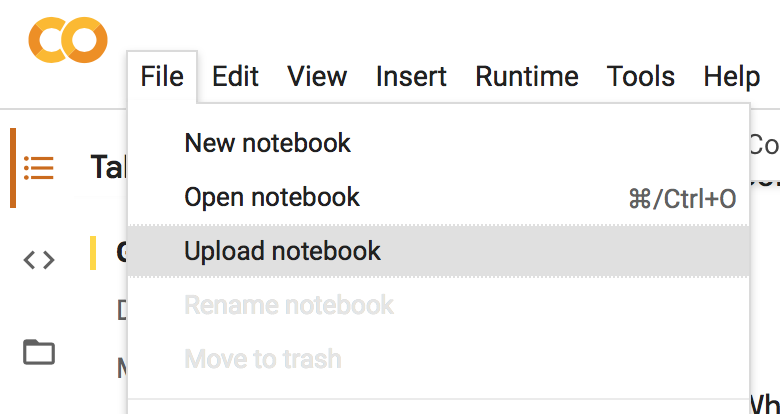 File Edit View Insert Runtime Tools Help
New notebook
Open notebook ⌘/Ctrl+O
Upload notebook
Rename notebook
Move to trash